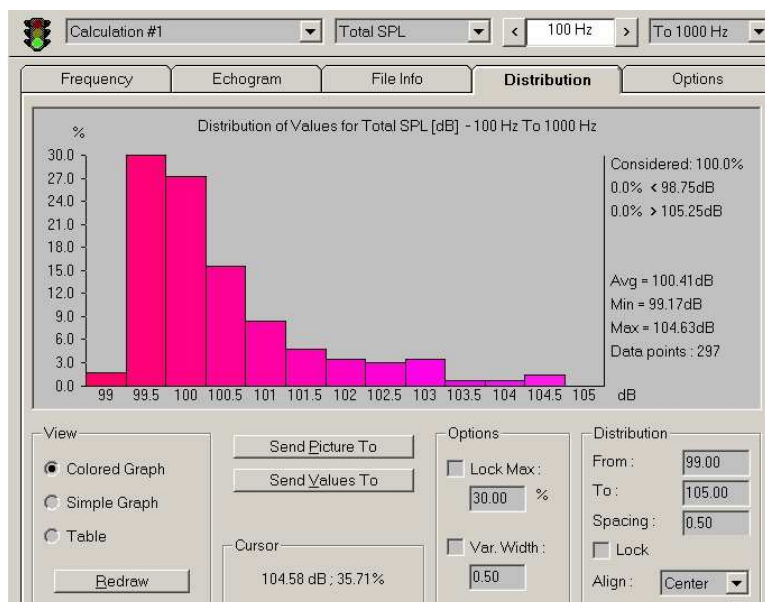 Calculation #1 Total SPL < 100 Hz > To 1000 Hz
Frequency Echogram File Info Distribution Options
% Distribution of Values for Total SPL [dB] - 100 Hz To 1000 Hz
30.0
27.0
24.0
21.0
18.0
15.0
12.0
9.0
6.0
3.0
0.0
99 99.5 100 100.5 101 101.5 102 102.5 103 103.5 104 104.5 105 dB
Considered: 100.0%
0.0% < 98.75dB
0.0% > 105.25dB
Avg = 100.41dB
Min = 99.17dB
Max = 104.63dB
Data points : 297
View
Colored Graph
Simple Graph
Table
Redraw
Send Picture To
Send Values To
Cursor
104.58 dB ; 35.71%
Options
Lock Max :
30.00 %
Var. Width :
0.50
Distribution
From : 99.00
To : 105.00
Spacing : 0.50
Lock
Align : Center